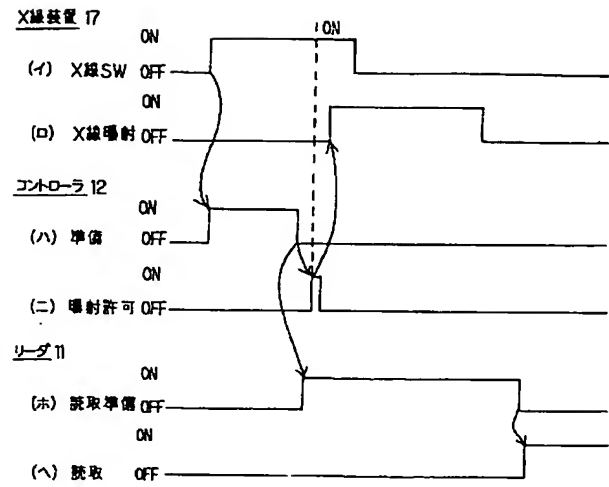 X線装置 17
ON
ON
(イ) X線SW OFF
ON
(ロ) X線曝射 OFF
コントローラ 12
ON
(ハ) 準備 OFF
ON
(ニ) 曝射許可 OFF
リーダ 11
ON
(ホ) 読取準備 OFF
ON
(ヘ) 読取 OFF